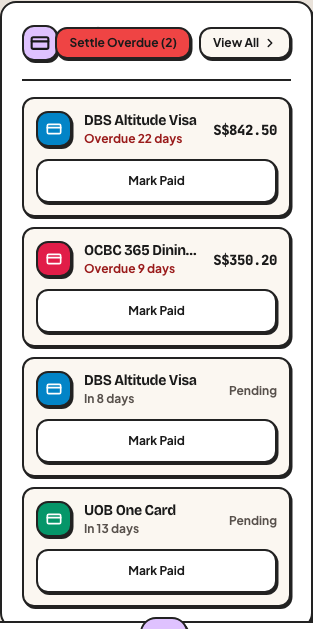 Settle Overdue (2)
View All
DBS Altitude Visa
S$842.50
Overdue 22 days
Mark Paid
OCBC 365 Dinin...
S$350.20
Overdue 9 days
Mark Paid
DBS Altitude Visa
Pending
In 8 days
Mark Paid
UOB One Card
Pending
In 13 days
Mark Paid